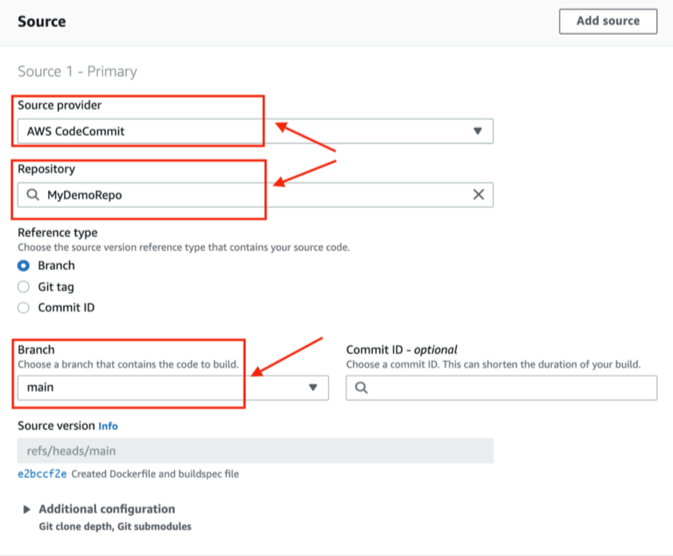 Source
Add source
Source 1 - Primary
Source provider
AWS CodeCommit
Repository
MyDemoRepo
Reference type
Choose the source version reference type that contains your source code.
Branch
Git tag
Commit ID
Branch
Choose a branch that contains the code to build.
main
Commit ID - optional
Choose a commit ID. This can shorten the duration of your build.
Source version Info
refs/heads/main
e2bccf2e Created Dockerfile and buildspec file
Additional configuration
Git clone depth, Git submodules